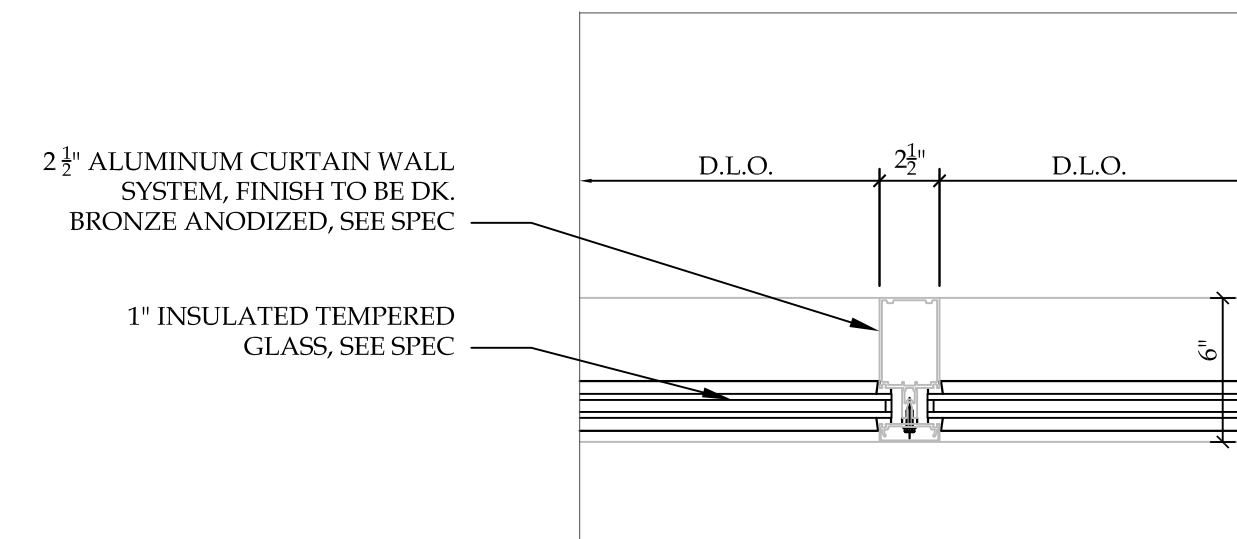 2 1/2" ALUMINUM CURTAIN WALL
SYSTEM, FINISH TO BE DK.
BRONZE ANODIZED, SEE SPEC
1" INSULATED TEMPERED
GLASS, SEE SPEC
D.L.O.
2 1/2"
D.L.O.
6"